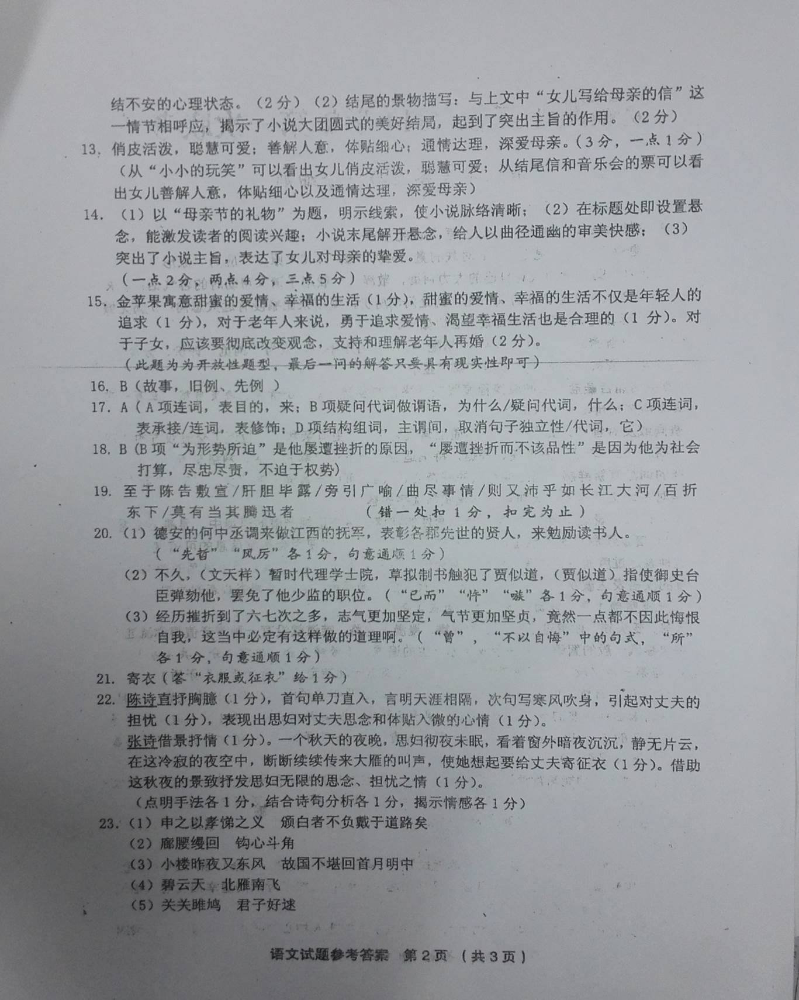 结不安的心理状态。（2分）（2）结尾的景物描写：与上文中“女儿写给母亲的信”这
一情节相呼应，揭示了小说大团圆式的美好结局，起到了突出主旨的作用。（2分）
13．俏皮活泼，聪慧可爱；善解人意，体贴细心；通情达理，深爱母亲。（3分，一点1分）
（从“小小的玩笑”可以看出女儿俏皮活泼，聪慧可爱；从结尾信和音乐会的票可以看
出女儿善解人意，体贴细心以及通情达理，深爱母亲）
14．（1）以“母亲节的礼物”为题，明示线索，使小说脉络清晰；（2）在标题处即设置悬
念，能激发读者的阅读兴趣；小说末尾解开悬念，给人以曲径通幽的审美快感；（3）
突出了小说主旨，表达了女儿对母亲的挚爱。
（一点2分，两点4分，三点5分）
15．金苹果寓意甜蜜的爱情、幸福的生活（1分），甜蜜的爱情、幸福的生活不仅是年轻人的
追求（1 分），对于老年人来说，勇于追求爱情、渴望幸福生活也是合理的（1 分）。对
于子女，应该要彻底改变观念，支持和理解老年人再婚（2分）。
（此题为为开放性题型，最后一问的解答只要具有现实性即可）
16．B（故事，旧例、先例 ）
17．A（A项连词，表目的，来；B项疑问代词做谓语，为什么/疑问代词，什么；C项连词，
表承接/连词，表修饰；D项结构组词，主谓间，取消句子独立性/代词，它）
18．B (B项“为形势所迫”是他屡遭挫折的原因，“屡遭挫折而不该品性”是因为他为社会
打算，尽忠尽责，不迫于权势)
19．至于陈告敷宣/肝胆毕露/旁引广喻/曲尽事情/则又沛乎如长江大河/百折
东下/莫有当其腾迅者 （错一处扣 1 分，扣完为止）
20．（1）德安的何中丞调来做江西的抚军，表彰各郡先世的贤人，来勉励读书人。
（“先哲”“风厉”各1分，句意通顺1分）
（2）不久，（文天祥）暂时代理学士院，草拟制书触犯了贾似道，（贾似道）指使御史台
臣弹劾他，罢免了他少监的职位。（“已而”“忤”“嗾”各1分，句意通顺1分）
（3）经历摧折到了六七次之多，志气更加坚定，气节更加坚贞，竟然一点都不因此悔恨
自我，这当中必定有这样做的道理啊。（“曾”，“不以自悔”中的句式，“所”
各1分，句意通顺1分）
21．寄衣（答“衣服或征衣”给1分）
22．陈诗直抒胸臆（1分），首句单刀直入，言明天涯相隔，次句写寒风吹身，引起对丈夫的
担忧（1分），表现出思妇对丈夫思念和体贴入微的心情（1分）。
张诗借景抒情（1分）。一个秋天的夜晚，思妇彻夜未眠，看着窗外暗夜沉沉，静无片云，
在这冷寂的夜空中，断断续续传来大雁的叫声，使她想起要给丈夫寄征衣（1分）。借助
这秋夜的景致抒发思妇无限的思念、担忧之情（1分）。
（点明手法各1分，结合诗句分析各1分，揭示情感各1分）
23．（1）申之以孝悌之义 颁白者不负戴于道路矣
（2）廊腰缦回 钩心斗角
（3）小楼昨夜又东风 故国不堪回首月明中
（4）碧云天 北雁南飞
（5）关关雎鸠 君子好逑
语文试题参考答案 第2页 （共3页）